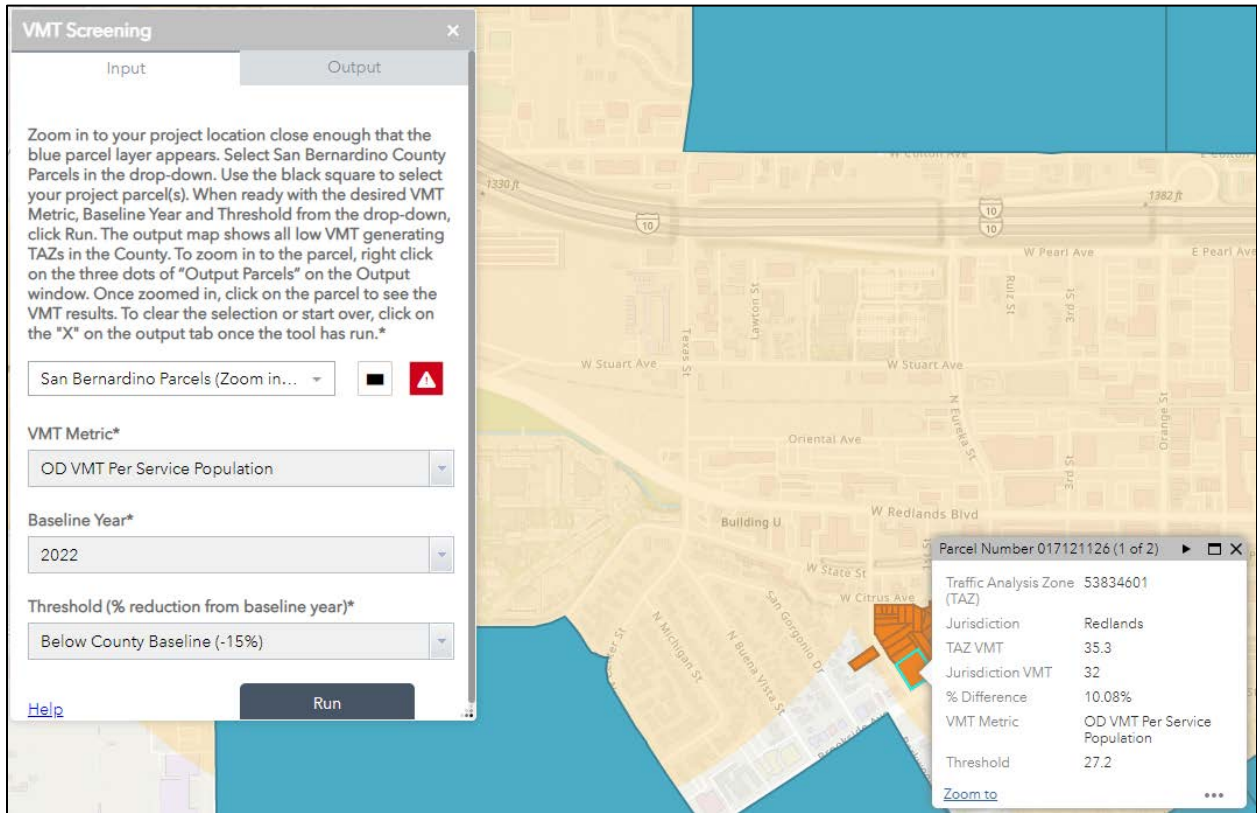 VMT Screening
Input
Output
Zoom in to your project location close enough that the
blue parcel layer appears. Select San Bernardino County
Parcels in the drop-down. Use the black square to select
your project parcel(s). When ready with the desired VMT
Metric, Baseline Year and Threshold from the drop-down,
click Run. The output map shows all low VMT generating
TAZs in the County. To zoom in to the parcel, right click
on the three dots of “Output Parcels” on the Output
window. Once zoomed in, click on the parcel to see the
VMT results. To clear the selection or start over, click on
the "X" on the output tab once the tool has run.*
San Bernardino Parcels (Zoom in...
VMT Metric*
OD VMT Per Service Population
Baseline Year*
2022
Threshold (% reduction from baseline year)*
Below County Baseline (-15%)
Help
Run
1330 ft
10
W Colton Ave
E Colton Ave
1382 ft
10
10
W Pearl Ave
E Pearl Ave
Lawton St
Texas St
Ruiz St
3rd St
W Stuart Ave
W Stuart Ave
N Eureka St
Orange St
Oriental Ave
3rd St
W Redlands Blvd
Building U
1st St
W State St
W Citrus Ave
San Gorgonio Dr
N Michigan St
N Buena Vista St
Brookside Ave
Parcel Number 017121126 (1 of 2)
Traffic Analysis Zone 53834601
(TAZ)
Jurisdiction Redlands
TAZ VMT 35.3
Jurisdiction VMT 32
% Difference 10.08%
VMT Metric OD VMT Per Service
Population
Threshold 27.2
Zoom to